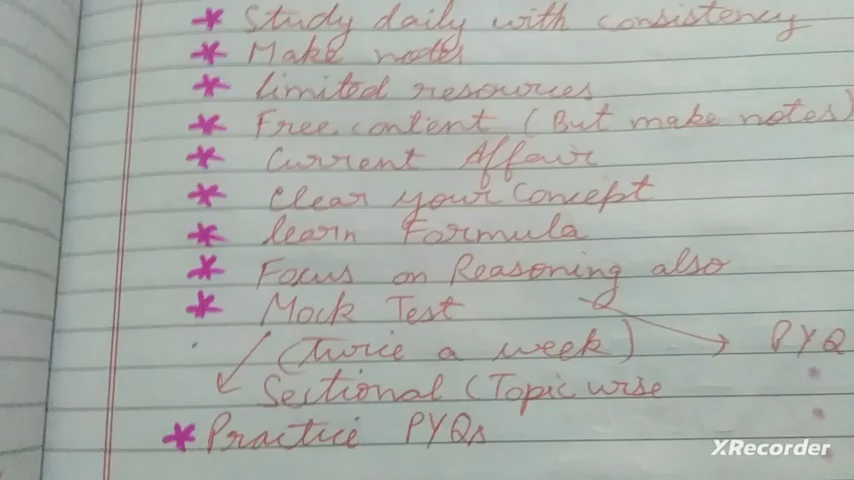 * Study daily with consistency
* Make notes
* limited resources
* Free content (But make notes)
* Current Affair
* Clear your Concept
* learn Formula
* Focus on Reasoning also
* Mock Test
(twice a week) → PYQ
Sectional (Topic wise
* Practice PYQs
XRecorder